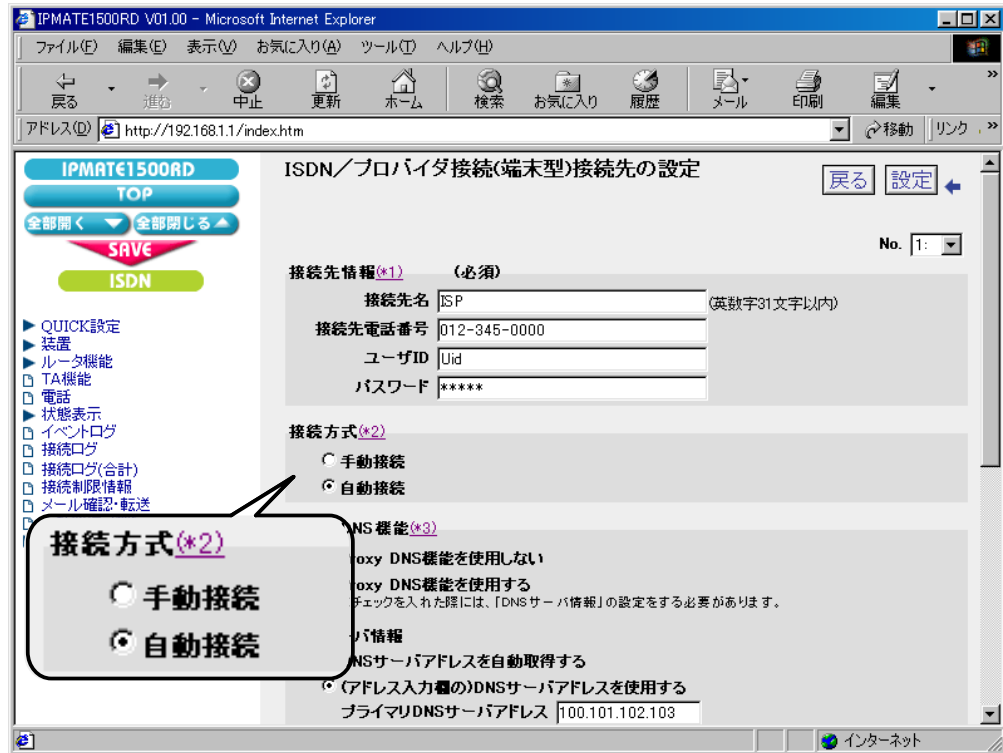 IPMATE1500RD V01.00 - Microsoft Internet Explorer
ファイル(F) 編集(E) 表示(V) お気に入り(A) ツール(T) ヘルプ(H)
戻る 進む 中止 更新 ホーム 検索 お気に入り 履歴 メール 印刷 編集 »
アドレス(D) http://192.168.1.1/index.htm 移動 リンク »
IPMATE1500RD
TOP
全部開く 全部閉じる
SAVE
ISDN
QUICK設定
装置
ルータ機能
TA機能
電話
状態表示
イベントログ
接続ログ
接続ログ(合計)
接続制限情報
メール確認・転送
ISDN/プロバイダ接続(端末型)接続先の設定
戻る 設定
No. 1:
接続先情報(*1) (必須)
接続先名 ISP (英数字31文字以内)
接続先電話番号 012-345-0000
ユーザID Uid
パスワード *****
接続方式(*2)
手動接続
自動接続
NS機能(*3)
roxy DNS機能を使用しない
roxy DNS機能を使用する
チェックを入れた際には、「DNSサーバ情報」の設定をする必要があります。
バ情報
NSサーバアドレスを自動取得する
(アドレス入力欄の)DNSサーバアドレスを使用する
プライマリDNSサーバアドレス 100.101.102.103
接続方式(*2)
手動接続
自動接続
インターネット